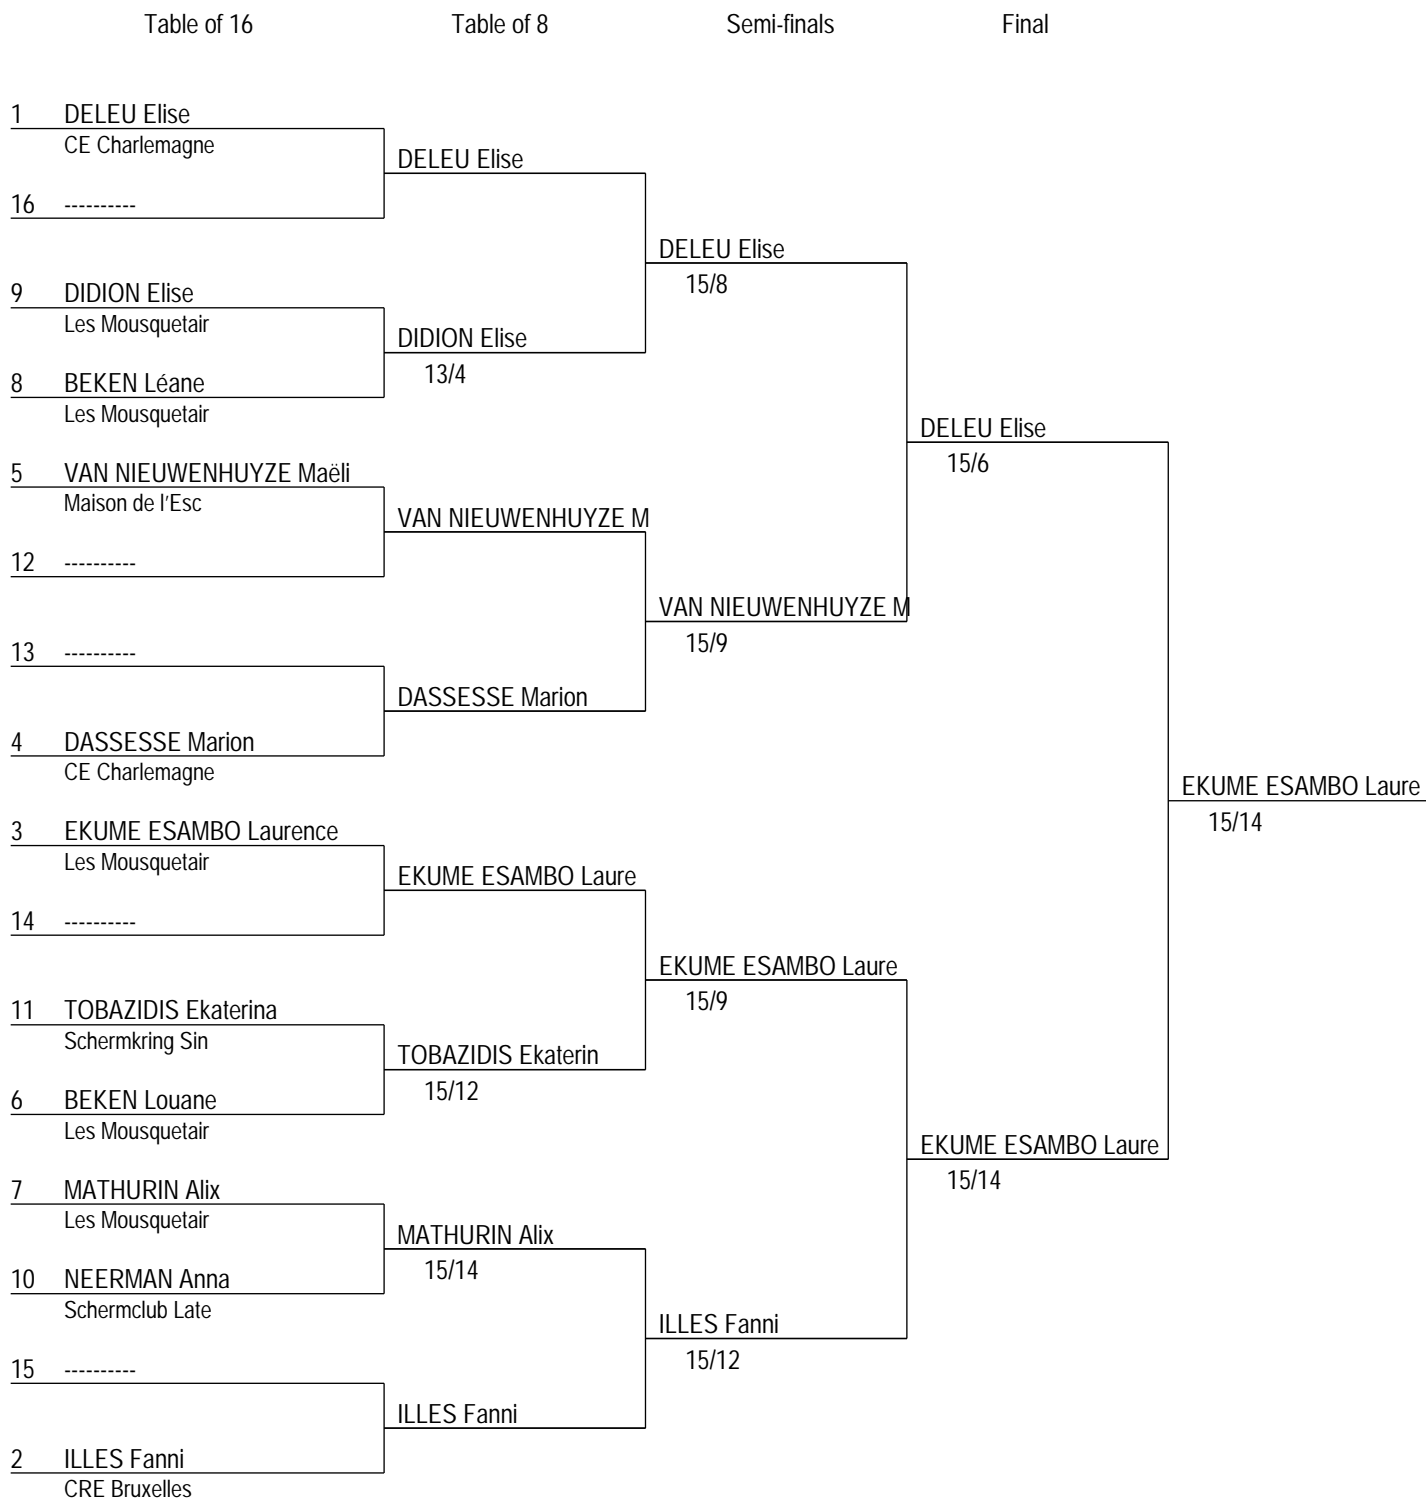 Table of 16 Table of 8 Semi-finals Final
1 DELEU Elise
CE Charlemagne
DELEU Elise
16 ----------
DELEU Elise
15/8
9 DIDION Elise
Les Mousquetair
DIDION Elise
13/4
8 BEKEN Léane
Les Mousquetair
DELEU Elise
15/6
5 VAN NIEUWENHUYZE Maëli
Maison de l'Esc
VAN NIEUWENHUYZE M
12 ----------
VAN NIEUWENHUYZE M
15/9
13 ----------
DASSESSE Marion
4 DASSESSE Marion
CE Charlemagne
EKUME ESAMBO Laure
15/14
3 EKUME ESAMBO Laurence
Les Mousquetair
EKUME ESAMBO Laure
14 ----------
EKUME ESAMBO Laure
15/9
11 TOBAZIDIS Ekaterina
Schermkring Sin
TOBAZIDIS Ekaterin
15/12
6 BEKEN Louane
Les Mousquetair
EKUME ESAMBO Laure
15/14
7 MATHURIN Alix
Les Mousquetair
MATHURIN Alix
15/14
10 NEERMAN Anna
Schermclub Late
ILLES Fanni
15/12
15 ----------
ILLES Fanni
2 ILLES Fanni
CRE Bruxelles